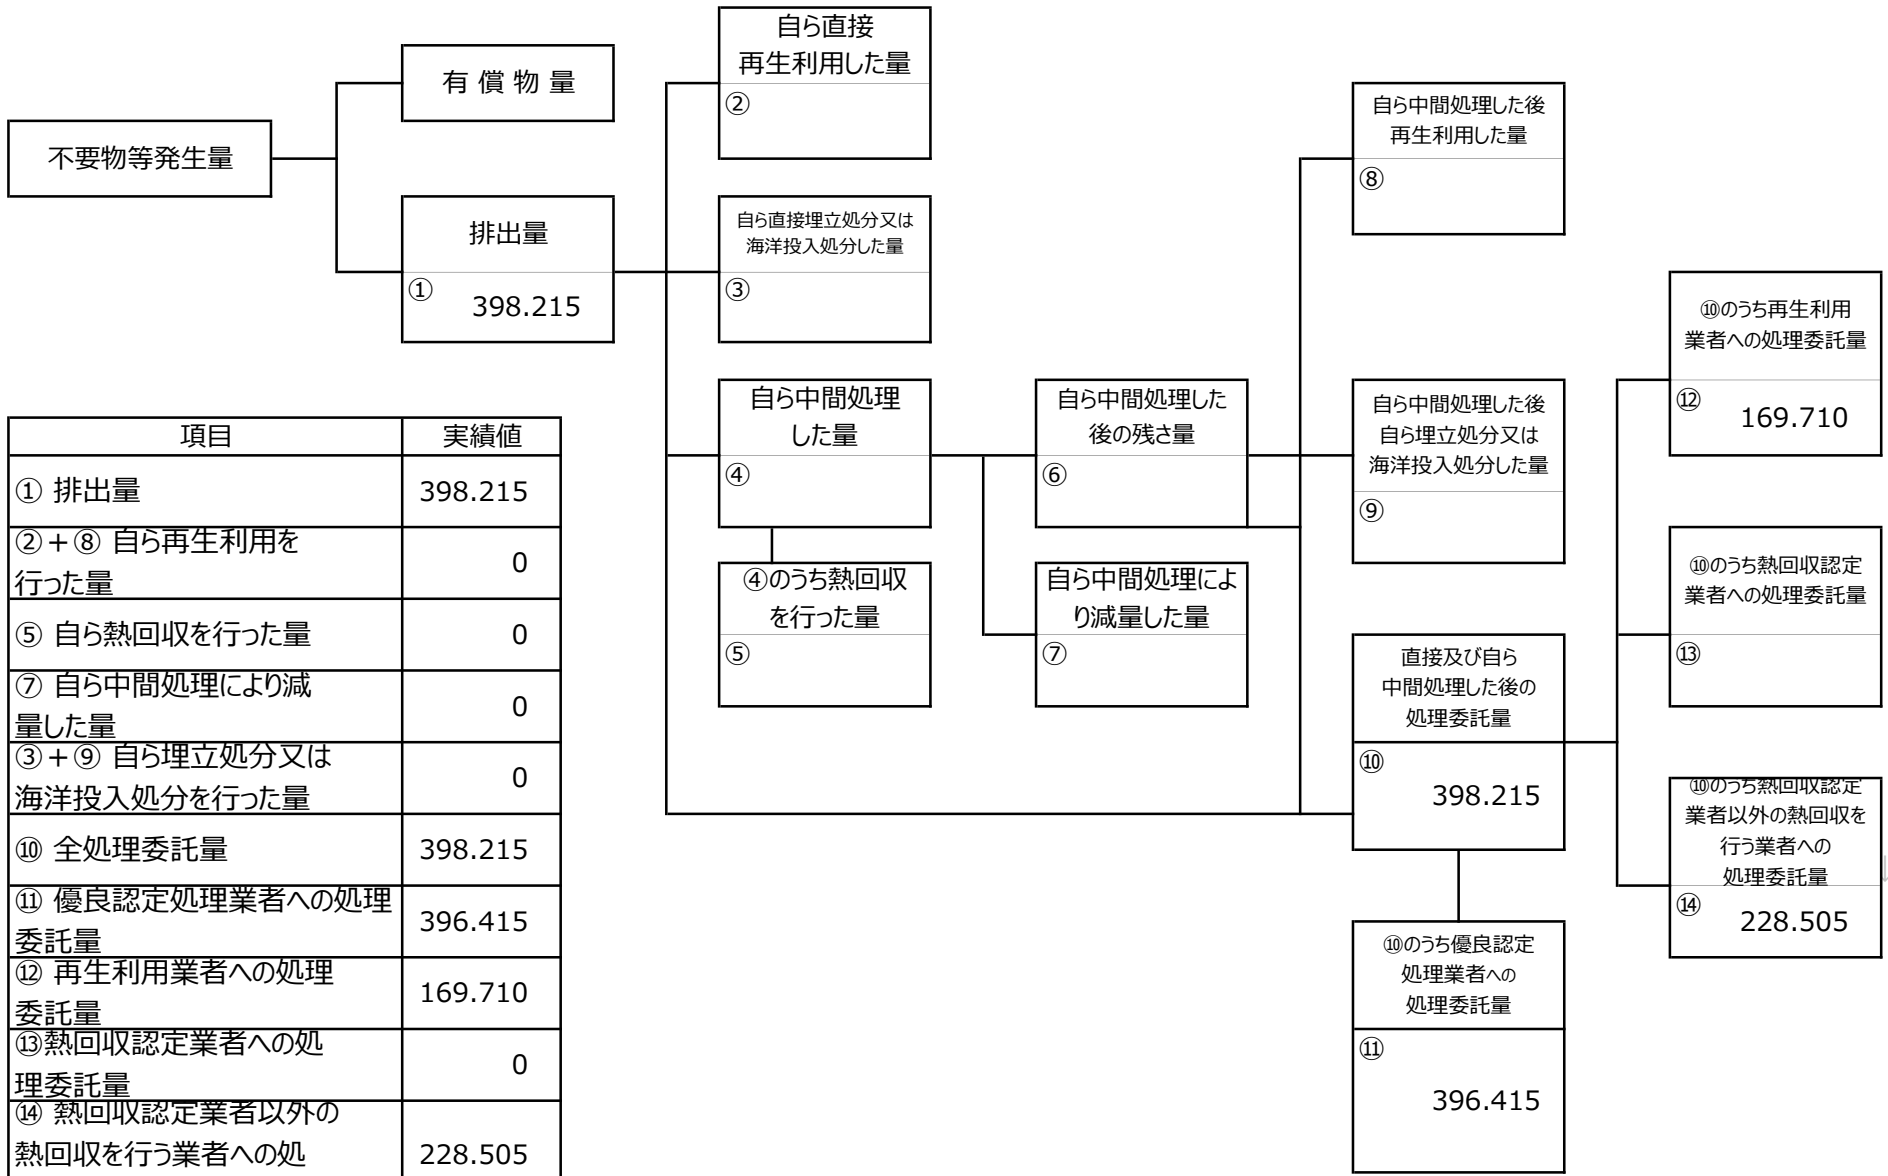 不要物等発生量
有 償 物 量
排出量
①
398.215
自ら直接
再生利用した量
②
自ら直接埋立処分又は
海洋投入処分した量
③
自ら中間処理
した量
④
④のうち熱回収
を行った量
⑤
自ら中間処理した
後の残さ量
⑥
自ら中間処理によ
り減量した量
⑦
自ら中間処理した後
再生利用した量
⑧
自ら中間処理した後
自ら埋立処分又は
海洋投入処分した量
⑨
直接及び自ら
中間処理した後の
処理委託量
⑩
398.215
⑩のうち優良認定
処理業者への
処理委託量
⑪
396.415
⑩のうち再生利用
業者への処理委託量
⑫
169.710
⑩のうち熱回収認定
業者への処理委託量
⑬
⑩のうち熱回収認定
業者以外の熱回収を
行う業者への
処理委託量
⑭
228.505
項目 実績値
① 排出量 398.215
②+⑧ 自ら再生利用を
行った量 0
⑤ 自ら熱回収を行った量 0
⑦ 自ら中間処理により減
量した量 0
③+⑨ 自ら埋立処分又は
海洋投入処分を行った量 0
⑩ 全処理委託量 398.215
⑪ 優良認定処理業者への処理
委託量 396.415
⑫ 再生利用業者への処理
委託量 169.710
⑬熱回収認定業者への処
理委託量 0
⑭ 熱回収認定業者以外の
熱回収を行う業者への処 228.505